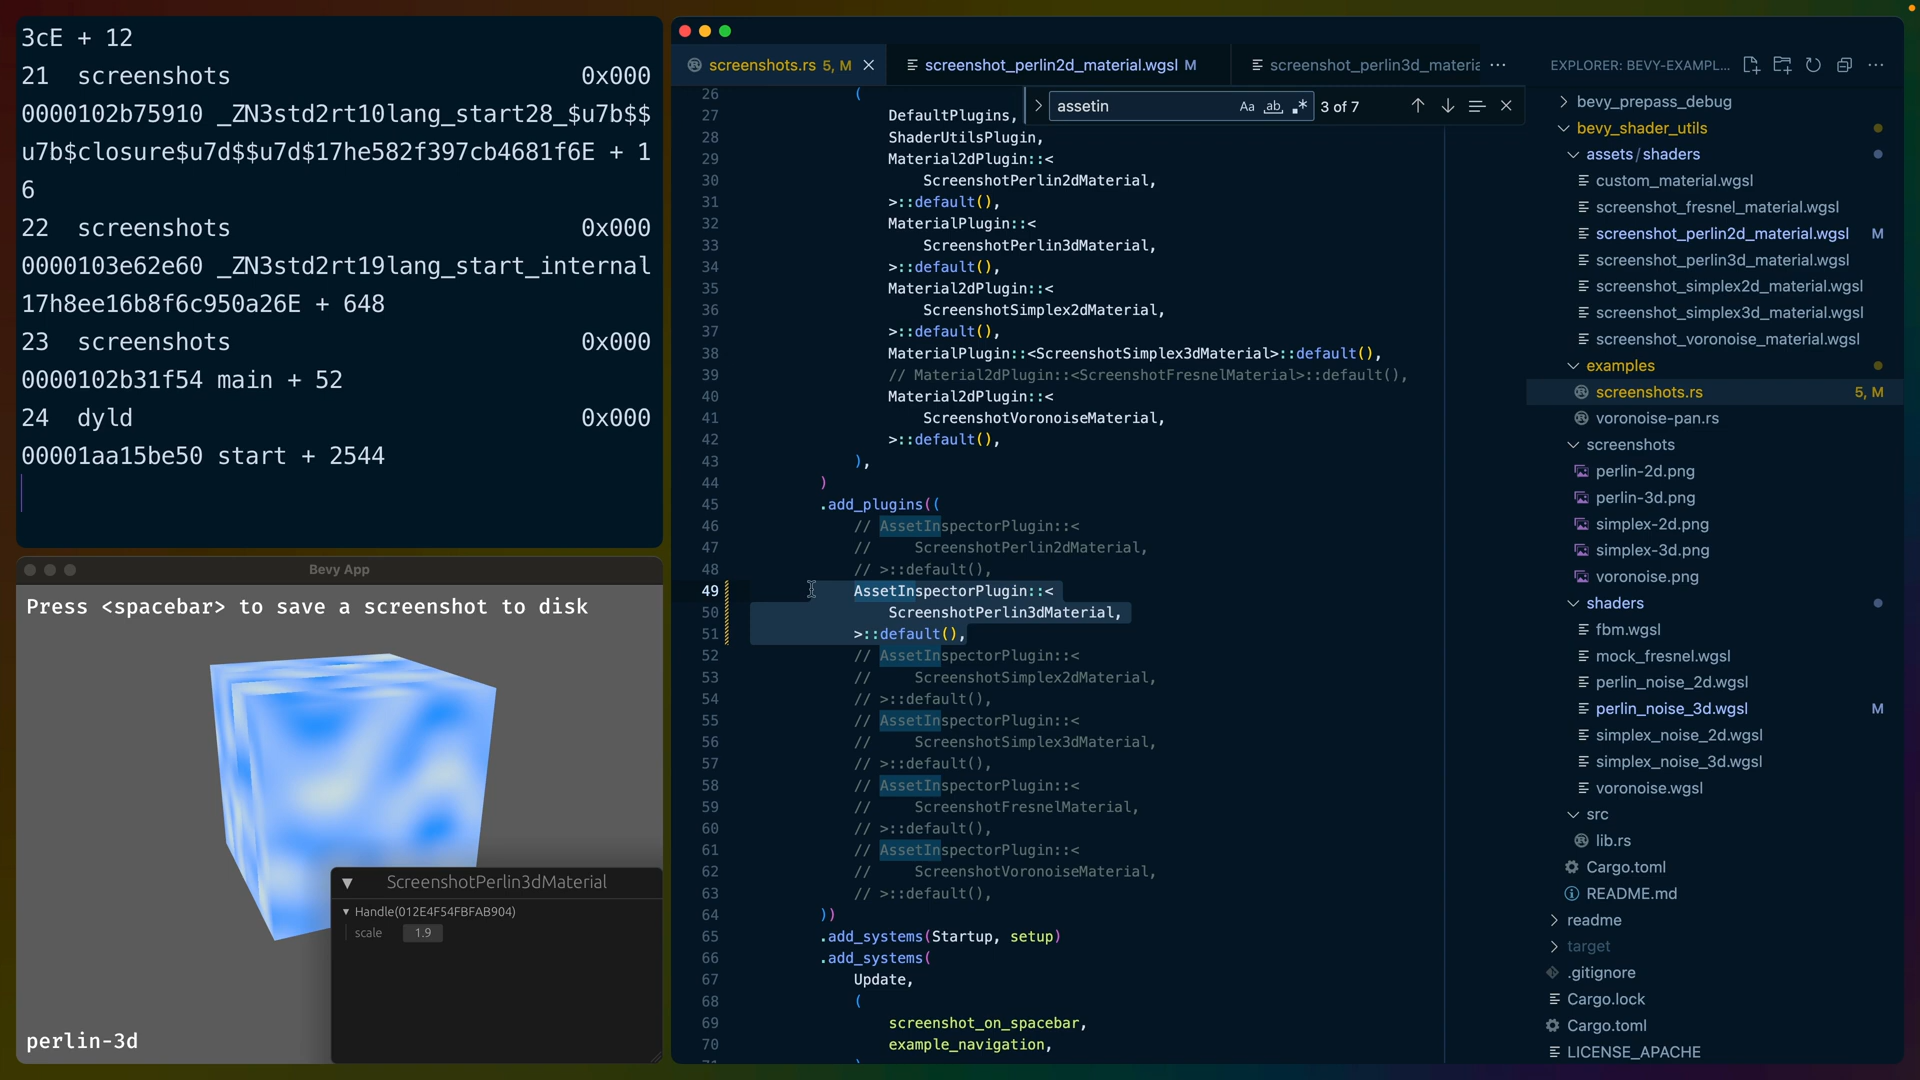 3cE + 12
21  screenshots                         0x000
0000102b75910 _ZN3std2rt10lang_start28_$u7b$$
u7b$closure$u7d$$u7d$17he582f397cb4681f6E + 1
6
22  screenshots                         0x000
0000103e62e60 _ZN3std2rt19lang_start_internal
17h8ee16b8f6c950a26E + 648
23  screenshots                         0x000
0000102b31f54 main + 52
24  dyld                                0x000
00001aa15be50 start + 2544
Bevy App
Press <spacebar> to save a screenshot to disk
ScreenshotPerlin3dMaterial
Handle(012E4F54FBFAB904)
scale 1.9
perlin-3d
screenshots.rs 5, M
screenshot_perlin2d_material.wgsl M
screenshot_perlin3d_materia
assetin Aa ab 3 of 7
26 (
27 DefaultPlugins,
28 ShaderUtilsPlugin,
29 Material2dPlugin::<
30 ScreenshotPerlin2dMaterial,
31 >::default(),
32 MaterialPlugin::<
33 ScreenshotPerlin3dMaterial,
34 >::default(),
35 Material2dPlugin::<
36 ScreenshotSimplex2dMaterial,
37 >::default(),
38 MaterialPlugin::<ScreenshotSimplex3dMaterial>::default(),
39 // Material2dPlugin::<ScreenshotFresnelMaterial>::default(),
40 Material2dPlugin::<
41 ScreenshotVoronoiseMaterial,
42 >::default(),
43 ),
44 )
45 .add_plugins((
46 // AssetInspectorPlugin::<
47 //     ScreenshotPerlin2dMaterial,
48 // >::default(),
49 AssetInspectorPlugin::<
50 ScreenshotPerlin3dMaterial,
51 >::default(),
52 // AssetInspectorPlugin::<
53 //     ScreenshotSimplex2dMaterial,
54 // >::default(),
55 // AssetInspectorPlugin::<
56 //     ScreenshotSimplex3dMaterial,
57 // >::default(),
58 // AssetInspectorPlugin::<
59 //     ScreenshotFresnelMaterial,
60 // >::default(),
61 // AssetInspectorPlugin::<
62 //     ScreenshotVoronoiseMaterial,
63 // >::default(),
64 ))
65 .add_systems(Startup, setup)
66 .add_systems(
67 Update,
68 (
69 screenshot_on_spacebar,
70 example_navigation,
EXPLORER: BEVY-EXAMPL...
bevy_prepass_debug
bevy_shader_utils
assets/shaders
custom_material.wgsl
screenshot_fresnel_material.wgsl
screenshot_perlin2d_material.wgsl M
screenshot_perlin3d_material.wgsl
screenshot_simplex2d_material.wgsl
screenshot_simplex3d_material.wgsl
screenshot_voronoise_material.wgsl
examples
screenshots.rs 5, M
voronoise-pan.rs
screenshots
perlin-2d.png
perlin-3d.png
simplex-2d.png
simplex-3d.png
voronoise.png
shaders
fbm.wgsl
mock_fresnel.wgsl
perlin_noise_2d.wgsl
perlin_noise_3d.wgsl M
simplex_noise_2d.wgsl
simplex_noise_3d.wgsl
voronoise.wgsl
src
lib.rs
Cargo.toml
README.md
readme
target
.gitignore
Cargo.lock
Cargo.toml
LICENSE_APACHE